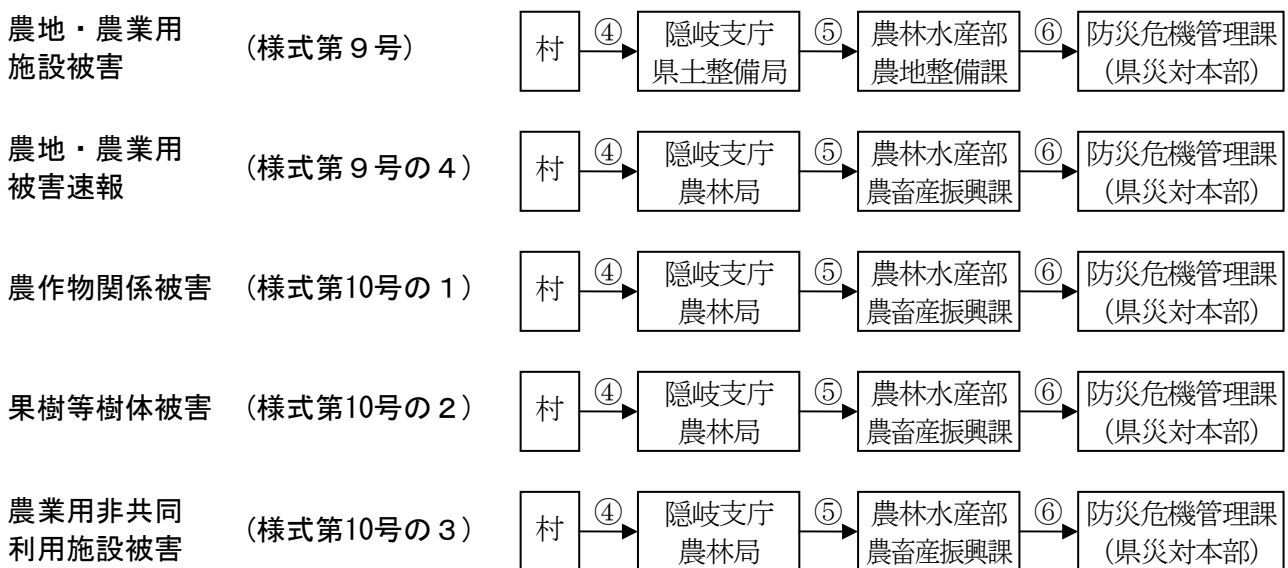 農地・農業用
施設被害
(様式第９号)
村
④
隠岐支庁
県土整備局
⑤
農林水産部
農地整備課
⑥
防災危機管理課
(県災対本部)
農地・農業用
被害速報
(様式第９号の４)
村
④
隠岐支庁
農林局
⑤
農林水産部
農畜産振興課
⑥
防災危機管理課
(県災対本部)
農作物関係被害
(様式第10号の１)
村
④
隠岐支庁
農林局
⑤
農林水産部
農畜産振興課
⑥
防災危機管理課
(県災対本部)
果樹等樹体被害
(様式第10号の２)
村
④
隠岐支庁
農林局
⑤
農林水産部
農畜産振興課
⑥
防災危機管理課
(県災対本部)
農業用非共同
利用施設被害
(様式第10号の３)
村
④
隠岐支庁
農林局
⑤
農林水産部
農畜産振興課
⑥
防災危機管理課
(県災対本部)